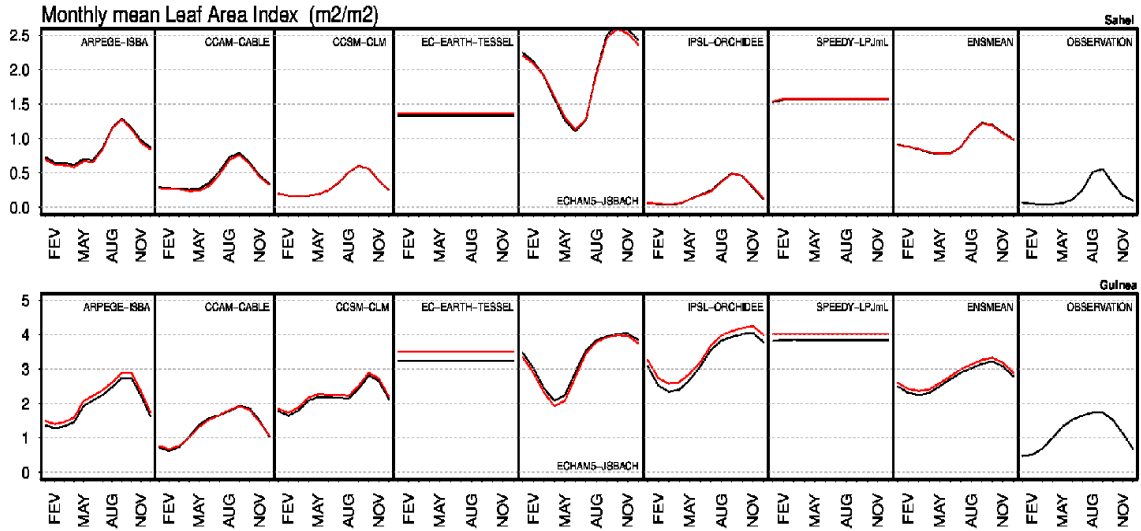 Monthly mean Leaf Area Index (m2/m2)
Sahel
ARPEGE-ISBA CCAM-CABLE CCSM-CLM EC-EARTH-TESSEL IPSL-ORCHIDEE SPEEDY-LPJmL ENSMEAN OBSERVATION
2.5
2.0
1.5
1.0
0.5
0.0
ECHAM5-JSBACH
FEV MAY AUG NOV FEV MAY AUG NOV FEV MAY AUG NOV FEV MAY AUG NOV FEV MAY AUG NOV FEV MAY AUG NOV FEV MAY AUG NOV FEV MAY AUG NOV FEV MAY AUG NOV
Guinea
ARPEGE-ISBA CCAM-CABLE CCSM-CLM EC-EARTH-TESSEL IPSL-ORCHIDEE SPEEDY-LPJmL ENSMEAN OBSERVATION
5
4
3
2
1
0
ECHAM5-JSBACH
FEV MAY AUG NOV FEV MAY AUG NOV FEV MAY AUG NOV FEV MAY AUG NOV FEV MAY AUG NOV FEV MAY AUG NOV FEV MAY AUG NOV FEV MAY AUG NOV FEV MAY AUG NOV